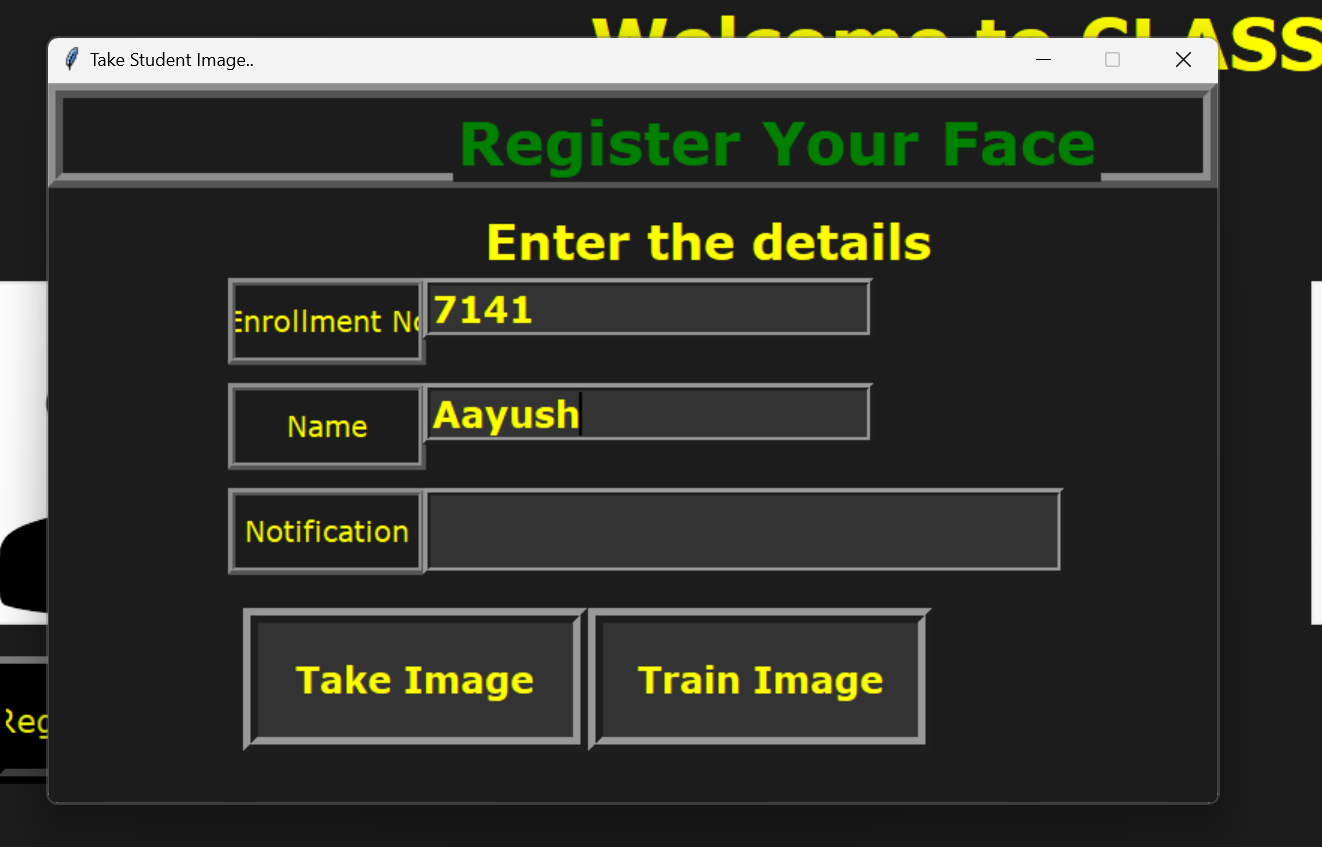 Welcome to CLASS
Take Student Image..
Register Your Face
Enter the details
Enrollment No
7141
Name
Aayush
Notification
Take Image
Train Image
Reg